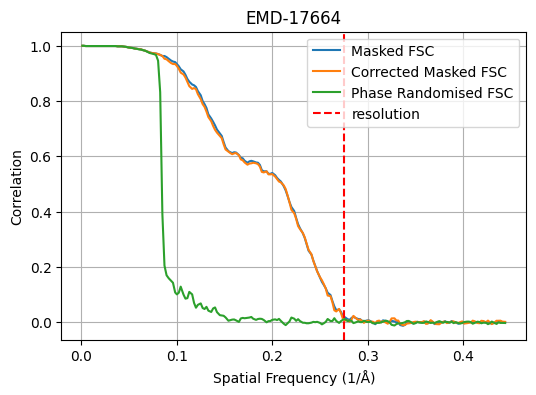 EMD-17664
1.0
0.8
0.6
0.4
0.2
0.0
Correlation
Masked FSC
Corrected Masked FSC
Phase Randomised FSC
resolution
0.0
0.1
0.2
0.3
0.4
Spatial Frequency (1/Å)